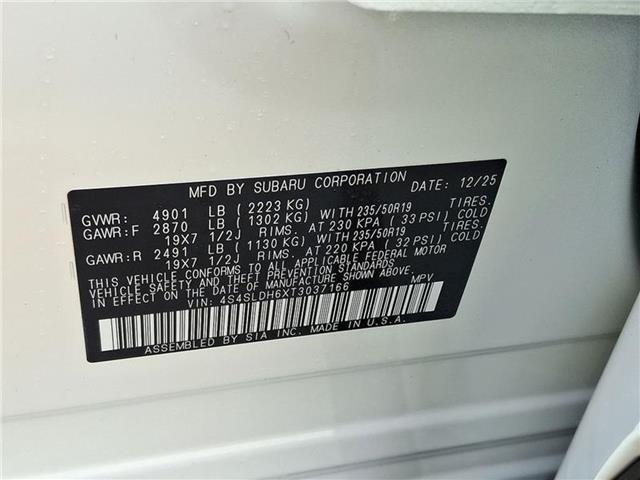 MFD BY SUBARU CORPORATION DATE: 12/25
GVWR: 4901 LB (2223 KG)
GAWR:F 2870 LB (1302 KG) WITH 235/50R19 TIRES.
19X7 1/2J RIMS. AT 230 KPA (33 PSI) COLD
GAWR:R 2491 LB (1130 KG) WITH 235/50R19 TIRES.
19X7 1/2J RIMS. AT 220 KPA (32 PSI) COLD
THIS VEHICLE CONFORMS TO ALL APPLICABLE FEDERAL MOTOR
VEHICLE SAFETY, BUMPER, AND THEFT PREVENTION STANDARDS
IN EFFECT ON THE DATE OF MANUFACTURE SHOWN ABOVE.
VIN: 4S4SLDH6XT3037166 MPV
ASSEMBLED BY SIA INC. MADE IN U.S.A.